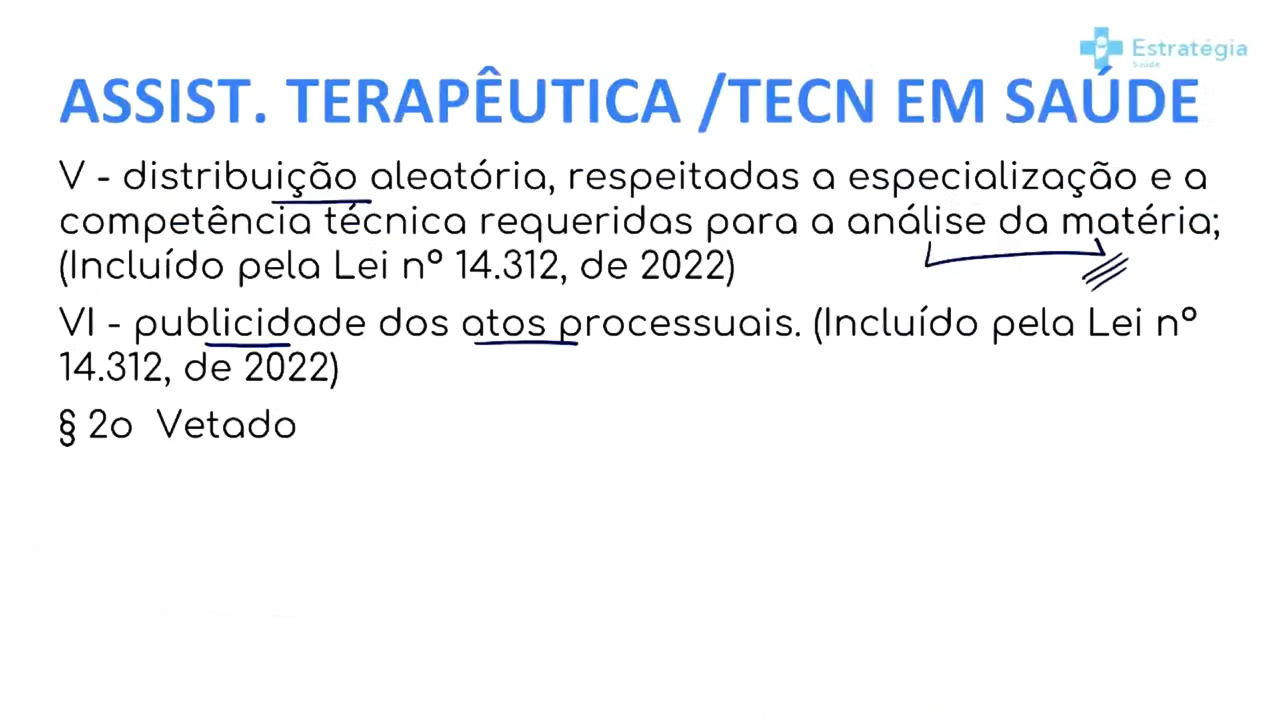 Estratégia
Saúde
ASSIST. TERAPÊUTICA /TECN EM SAÚDE
V - distribuição aleatória, respeitadas a especialização e a
competência técnica requeridas para a análise da matéria;
(Incluído pela Lei nº 14.312, de 2022)
VI - publicidade dos atos processuais. (Incluído pela Lei nº
14.312, de 2022)
§ 2o  Vetado